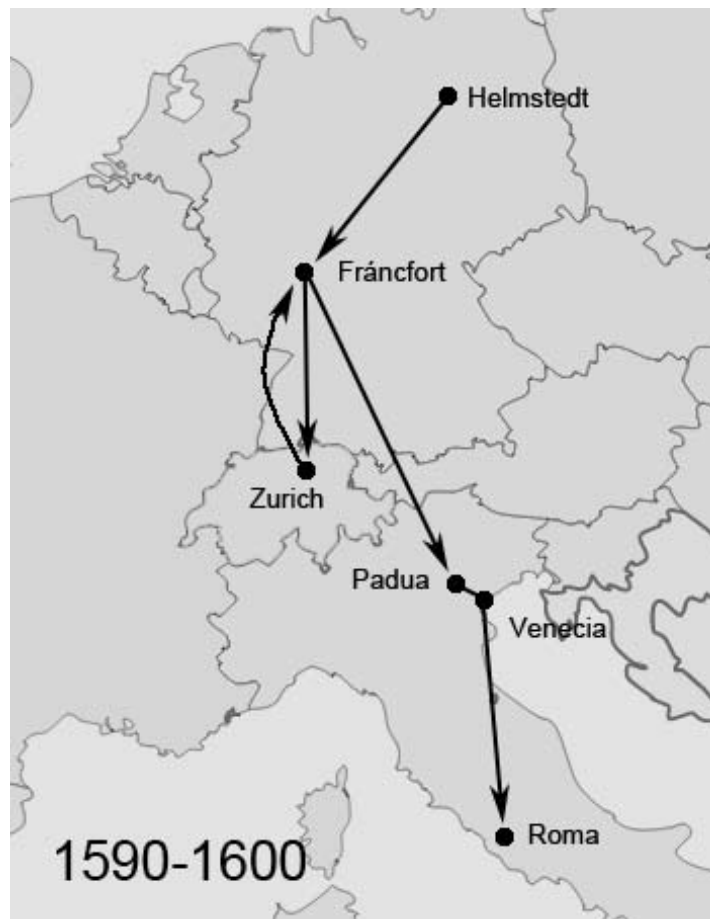 Helmstedt
Fráncfort
Zurich
Padua
Venecia
Roma
1590-1600